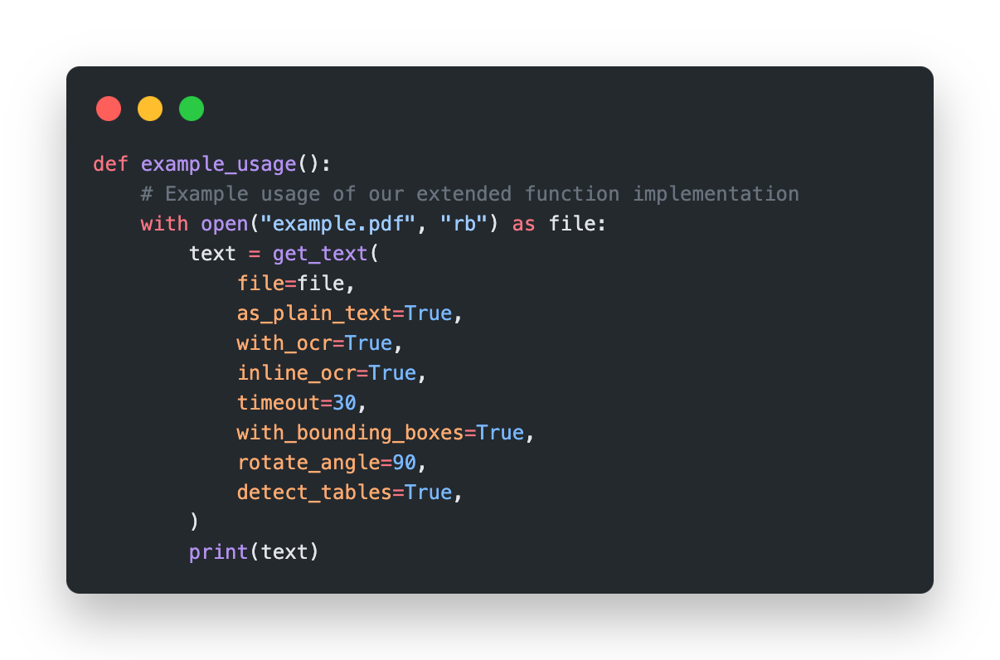 def example_usage():
    # Example usage of our extended function implementation
    with open("example.pdf", "rb") as file:
        text = get_text(
            file=file,
            as_plain_text=True,
            with_ocr=True,
            inline_ocr=True,
            timeout=30,
            with_bounding_boxes=True,
            rotate_angle=90,
            detect_tables=True,
        )
        print(text)